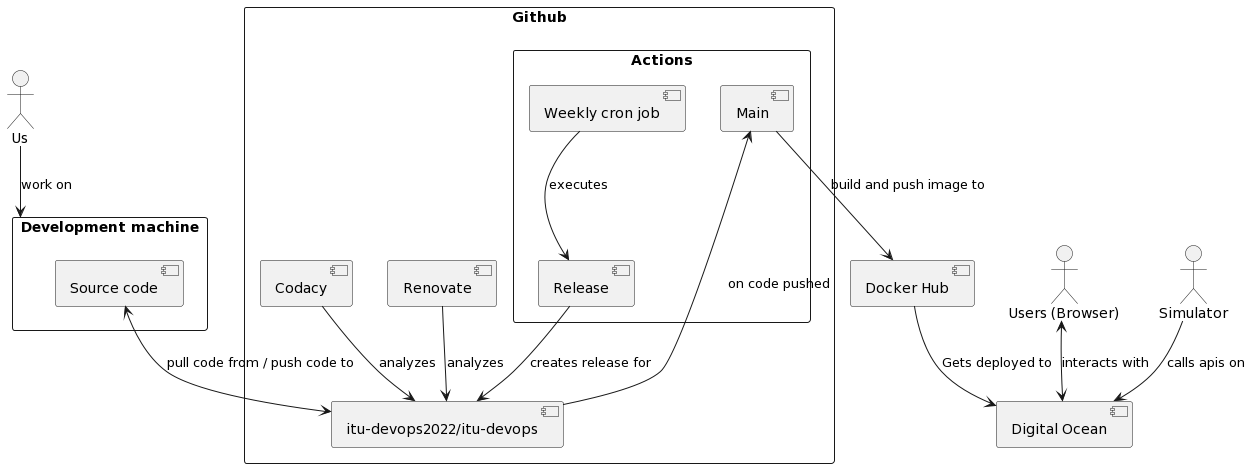 Github
Actions
Weekly cron job
Main
Us
work on
executes
build and push image to
Development machine
Source code
Codacy
Renovate
Release
on code pushed
Docker Hub
Users (Browser)
Simulator
pull code from / push code to
analyzes
analyzes
creates release for
Gets deployed to
interacts with
calls apis on
itu-devops2022/itu-devops
Digital Ocean